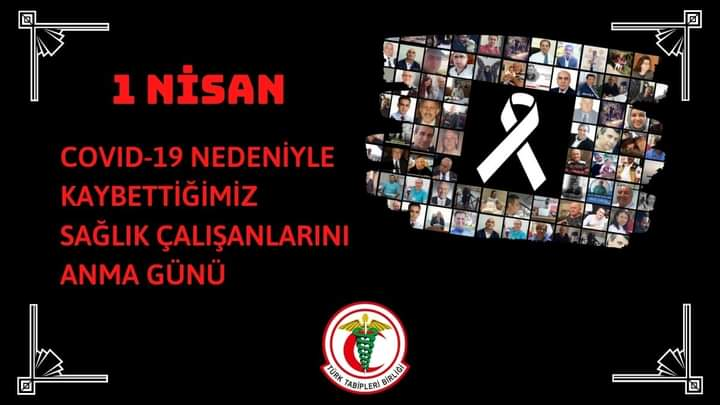 1 NİSAN
COVID-19 NEDENİYLE
KAYBETTİĞİMİZ
SAĞLIK ÇALIŞANLARINI
ANMA GÜNÜ
TÜRK TABİPLERİ BİRLİĞİ